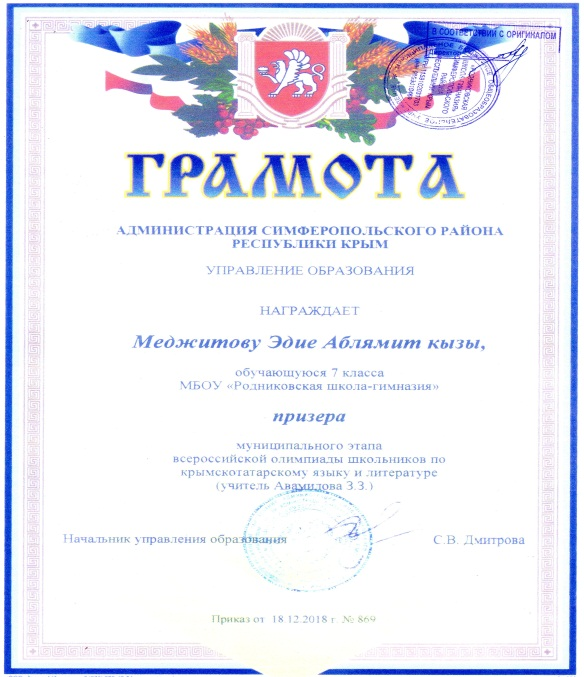 В СООТВЕТСТВИИ С ОРИГИНАЛОМ
ГРАМОТА
АДМИНИСТРАЦИЯ СИМФЕРОПОЛЬСКОГО РАЙОНА
РЕСПУБЛИКИ КРЫМ
УПРАВЛЕНИЕ ОБРАЗОВАНИЯ
НАГРАЖДАЕТ
Меджитову Эдие Аблямит кызы,
обучающуюся 7 класса
МБОУ «Родниковская школа-гимназия»
призера
муниципального этапа
всероссийской олимпиады школьников по
крымскотатарскому языку и литературе
(учитель Авамилова З.З.)
Начальник управления образования
С.В. Дмитрова
Приказ от 18.12.2018 г. № 869